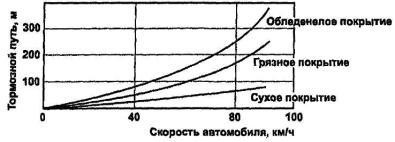 Тормозной путь, м
300
200
100
0
40
80
100
Обледенелое покрытие
Грязное покрытие
Сухое покрытие
Скорость автомобиля, км/ч